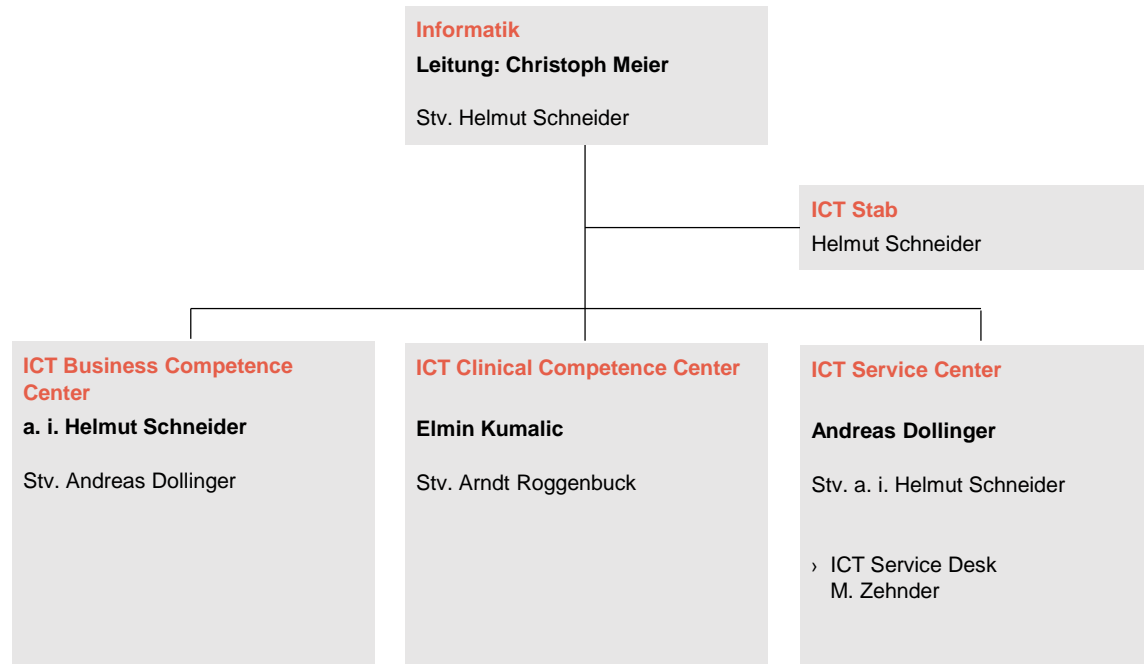 Informatik
Leitung: Christoph Meier
Stv. Helmut Schneider
ICT Stab
Helmut Schneider
ICT Business Competence
Center
a. i. Helmut Schneider
Stv. Andreas Dollinger
ICT Clinical Competence Center
Elmin Kumalic
Stv. Arndt Roggenbuck
ICT Service Center
Andreas Dollinger
Stv. a. i. Helmut Schneider
› ICT Service Desk
M. Zehnder